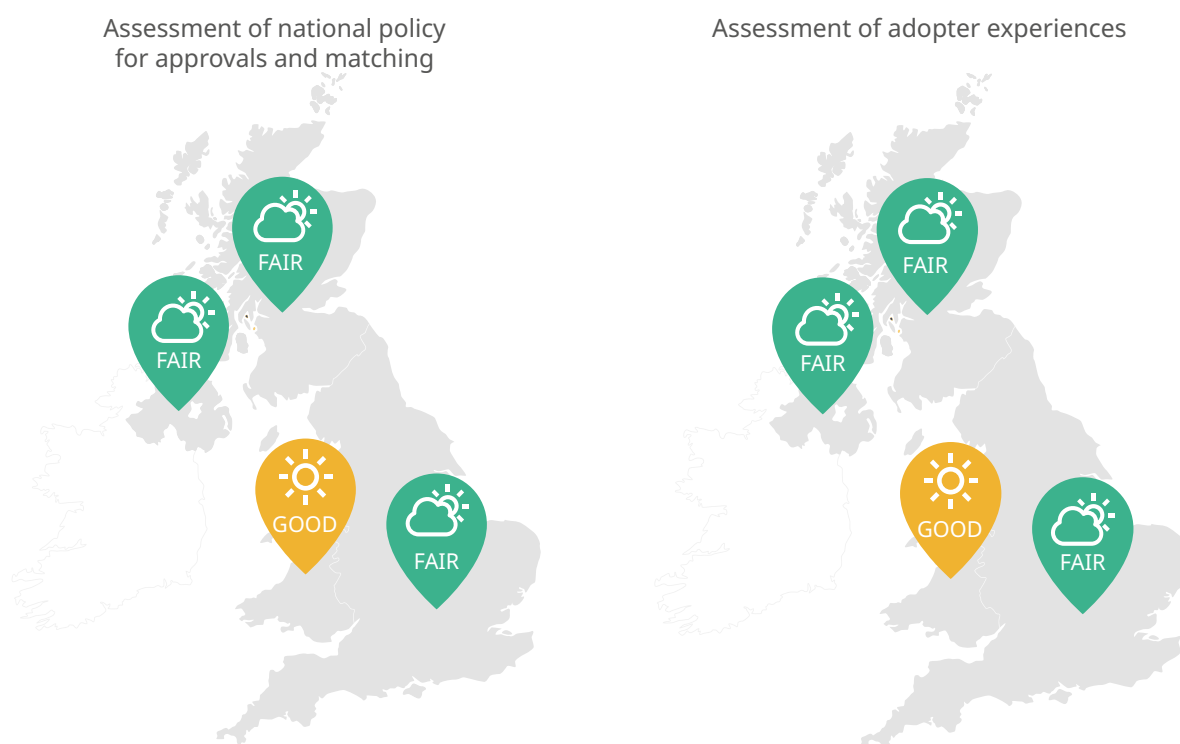 Assessment of national policy
for approvals and matching
FAIR
FAIR
GOOD
FAIR
Assessment of adopter experiences
FAIR
FAIR
GOOD
FAIR